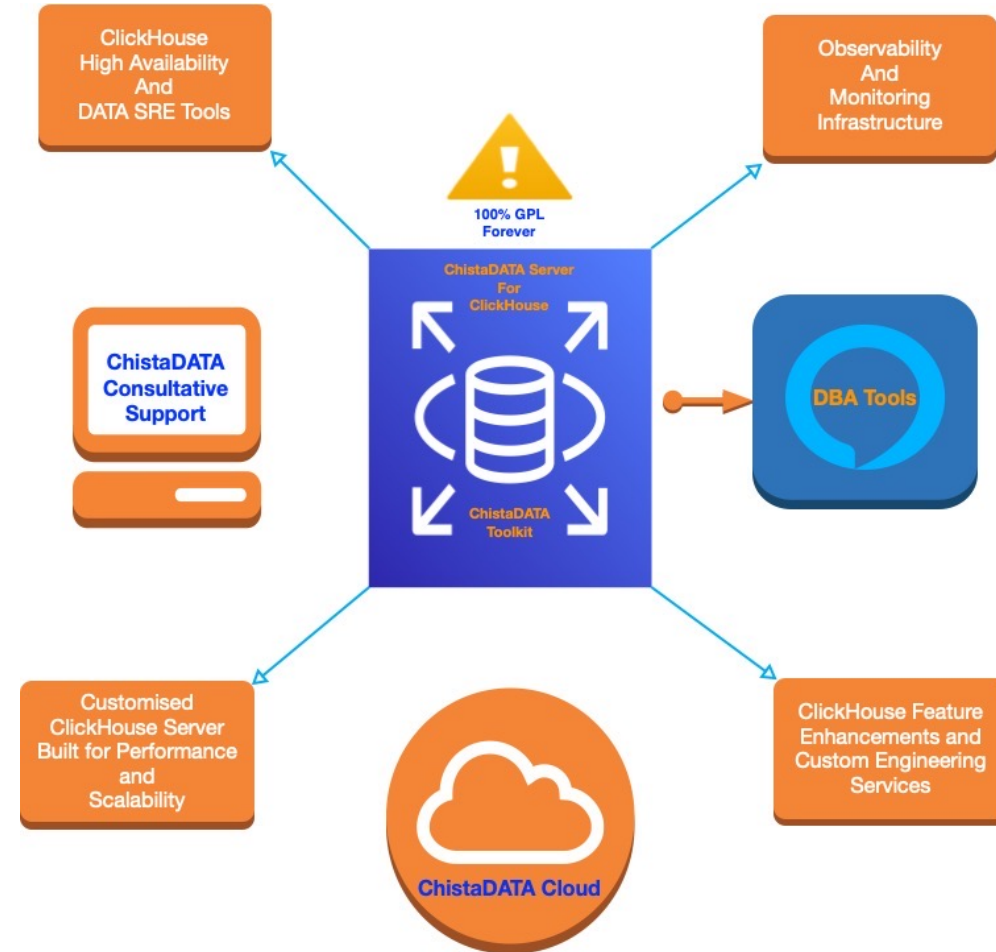 ClickHouse
High Availability
And
DATA SRE Tools
Observability
And
Monitoring
Infrastructure
100% GPL
Forever
ChistaDATA Server
For
ClickHouse
ChistaDATA
Consultative
Support
DBA Tools
ChistaDATA
Toolkit
Customised
ClickHouse Server
Built for Performance
and
Scalability
ClickHouse Feature
Enhancements and
Custom Engineering
Services
ChistaDATA Cloud